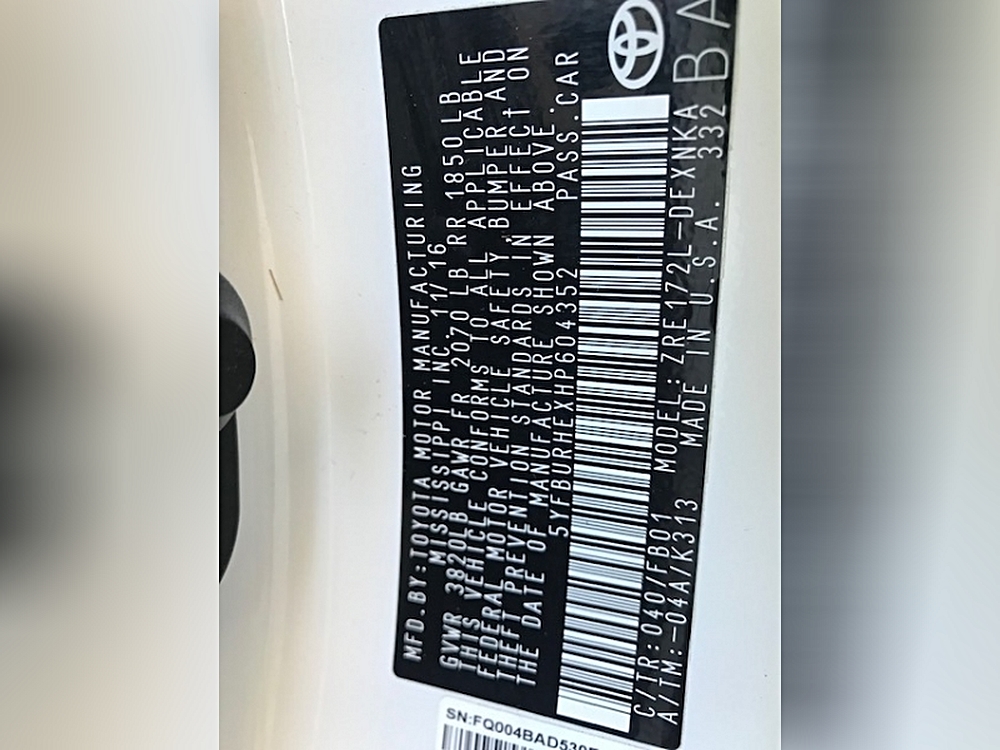 MFD.BY:TOYOTA MOTOR MANUFACTURING
MISSISSIPPI INC. 11/16
GVWR 3820LB GAWR FR 2070 LB RR 1850LB
THIS VEHICLE CONFORMS TO ALL APPLICABLE
FEDERAL MOTOR VEHICLE SAFETY, BUMPER AND
THEFT PREVENTION STANDARDS IN EFFECT ON
THE DATE OF MANUFACTURE SHOWN ABOVE.
5YFBURHEXHP604352 PASS.CAR
C/TR:040/FB01 MODEL: ZRE172L-DEXNKA
A/TM:-04A/K313 MADE IN U.S.A. 332 BA